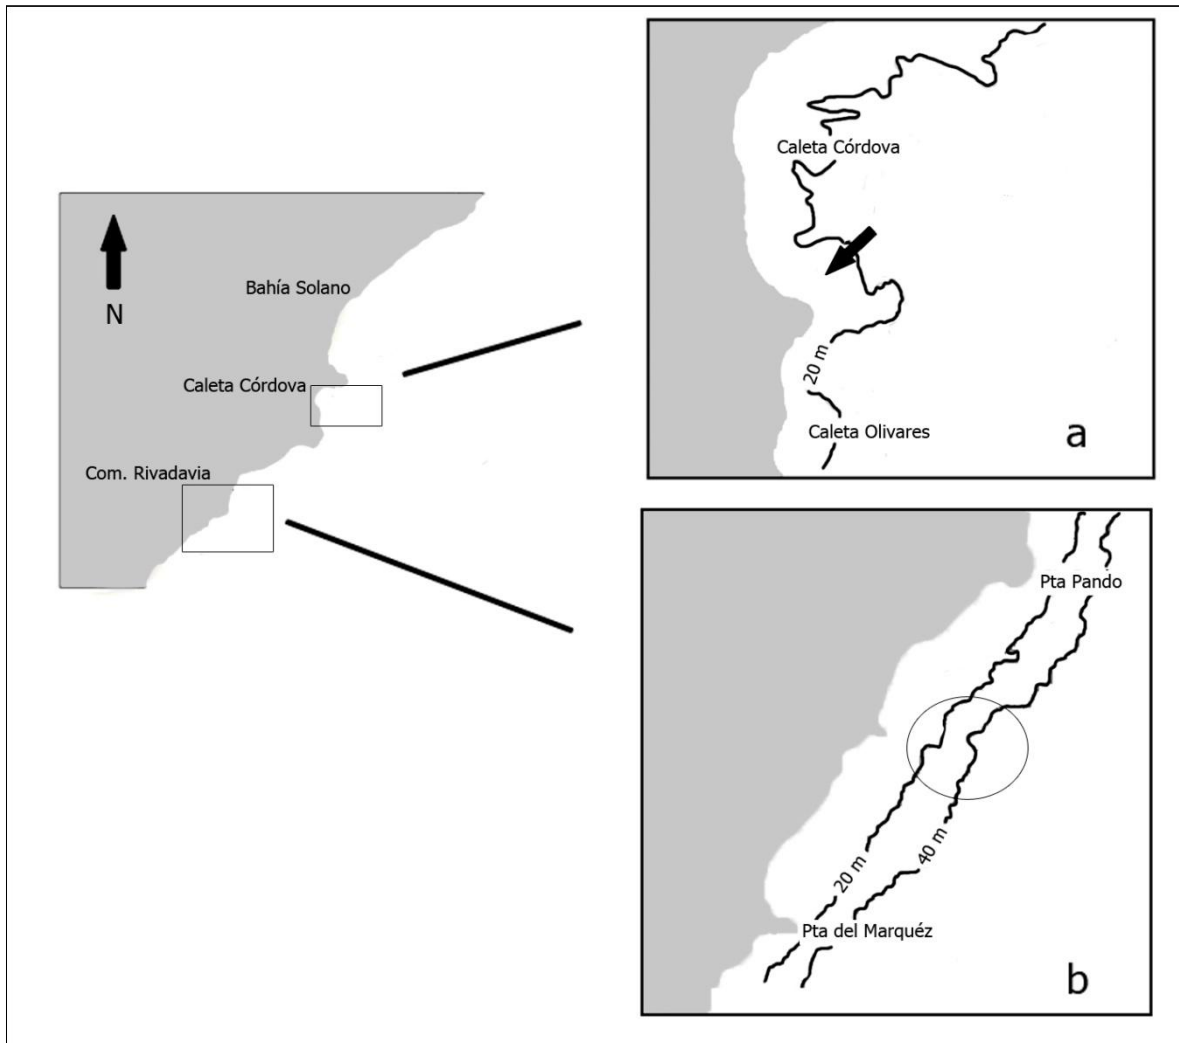 N
Bahía Solano
Caleta Córdova
Com. Rivadavia
Caleta Córdova
20 m
Caleta Olivares
a
Pta Pando
20 m
40 m
Pta del Marquéz
b